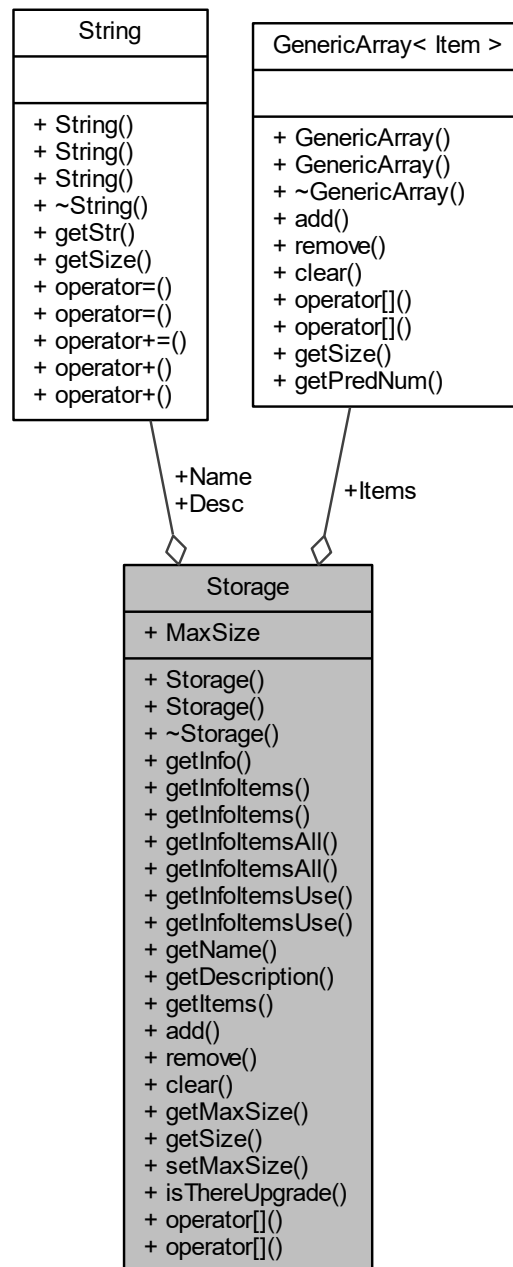 String
+ String()
+ String()
+ String()
+ ~String()
+ getStr()
+ getSize()
+ operator=()
+ operator=()
+ operator+=()
+ operator+()
+ operator+()
GenericArray< Item >
+ GenericArray()
+ GenericArray()
+ ~GenericArray()
+ add()
+ remove()
+ clear()
+ operator[]()
+ operator[]()
+ getSize()
+ getPredNum()
+Name
+Desc
+Items
Storage
+ MaxSize
+ Storage()
+ Storage()
+ ~Storage()
+ getInfo()
+ getInfoItems()
+ getInfoItems()
+ getInfoItemsAll()
+ getInfoItemsAll()
+ getInfoItemsUse()
+ getInfoItemsUse()
+ getName()
+ getDescription()
+ getItems()
+ add()
+ remove()
+ clear()
+ getMaxSize()
+ getSize()
+ setMaxSize()
+ isThereUpgrade()
+ operator[]()
+ operator[]()